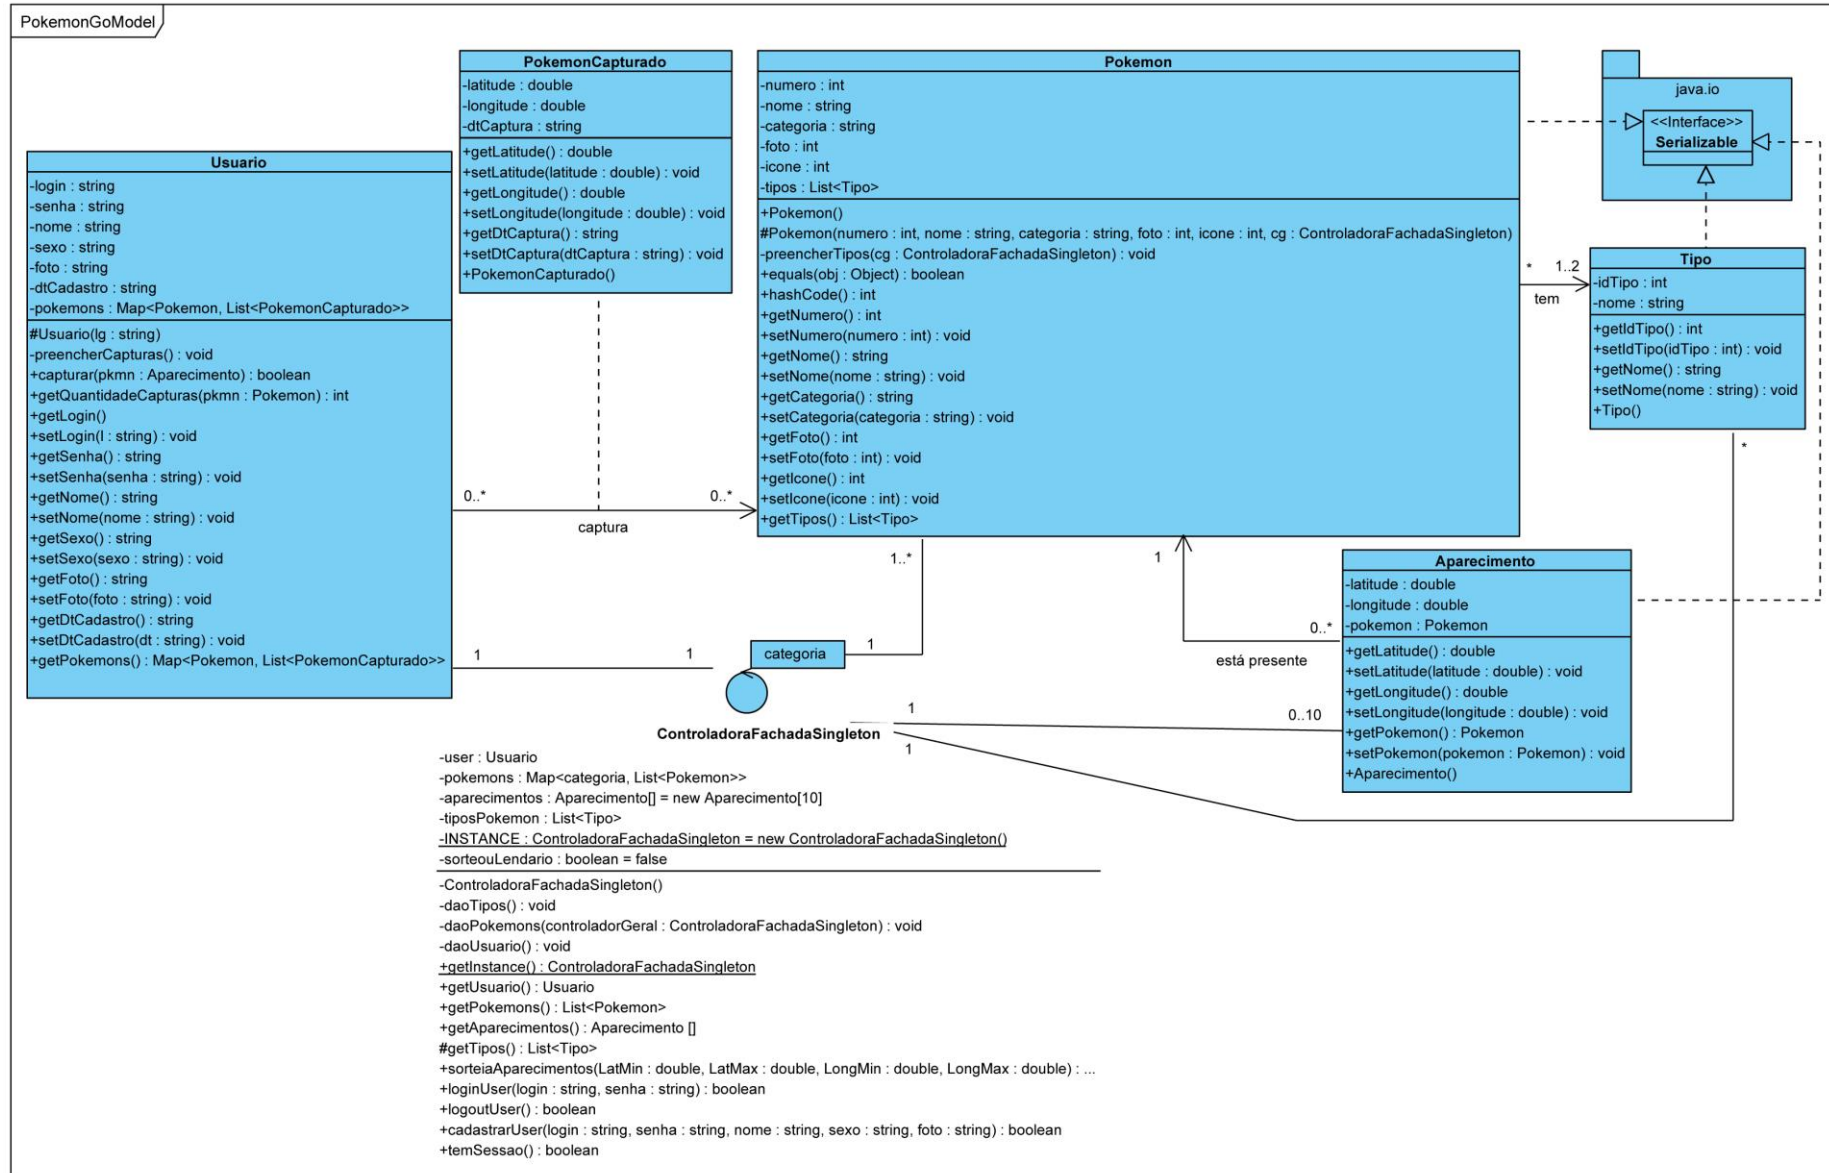 PokemonGoModel
PokemonCapturado
-latitude : double
-longitude : double
-dtCaptura : string
+getLatitude() : double
+setLatitude(latitude : double) : void
+getLongitude() : double
+setLongitude(longitude : double) : void
+getDtCaptura() : string
+setDtCaptura(dtCaptura : string) : void
+PokemonCapturado()
Pokemon
-numero : int
-nome : string
-categoria : string
-foto : int
-icone : int
-tipos : List<Tipo>
+Pokemon()
#Pokemon(numero : int, nome : string, categoria : string, foto : int, icone : int, cg : ControladoraFachadaSingleton)
-preencherTipos(cg : ControladoraFachadaSingleton) : void
+equals(obj : Object) : boolean
+hashCode() : int
+getNumero() : int
+setNumero(numero : int) : void
+getNome() : string
+setNome(nome : string) : void
+getCategoria() : string
+setCategoria(categoria : string) : void
+getFoto() : int
+setFoto(foto : int) : void
+getIcone() : int
+setIcone(icone : int) : void
+getTipos() : List<Tipo>
java.io
<<Interface>>
Serializable
Usuario
-login : string
-senha : string
-nome : string
-sexo : string
-foto : string
-dtCadastro : string
-pokemons : Map<Pokemon, List<PokemonCapturado>>
#Usuario(lg : string)
-preencherCapturas() : void
+capturar(pkmn : Aparecimento) : boolean
+getQuantidadeCapturas(pkmn : Pokemon) : int
+getLogin()
+setLogin(l : string) : void
+getSenha() : string
+setSenha(senha : string) : void
+getNome() : string
+setNome(nome : string) : void
+getSexo() : string
+setSexo(sexo : string) : void
+getFoto() : string
+setFoto(foto : string) : void
+getDtCadastro() : string
+setDtCadastro(dt : string) : void
+getPokemons() : Map<Pokemon, List<PokemonCapturado>>
* 1..2
tem
Tipo
-idTipo : int
-nome : string
+getIdTipo() : int
+setIdTipo(idTipo : int) : void
+getNome() : string
+setNome(nome : string) : void
+Tipo()
*
0..* 0..*
captura
1..*
1
Aparecimento
-latitude : double
-longitude : double
-pokemon : Pokemon
+getLatitude() : double
+setLatitude(latitude : double) : void
+getLongitude() : double
+setLongitude(longitude : double) : void
+getPokemon() : Pokemon
+setPokemon(pokemon : Pokemon) : void
+Aparecimento()
0..*
está presente
1 1
categoria
1
1
0..10
1
ControladoraFachadaSingleton
-user : Usuario
-pokemons : Map<categoria, List<Pokemon>>
-aparecimentos : Aparecimento[] = new Aparecimento[10]
-tiposPokemon : List<Tipo>
-INSTANCE : ControladoraFachadaSingleton = new ControladoraFachadaSingleton()
-sorteouLendario : boolean = false
-ControladoraFachadaSingleton()
-daoTipos() : void
-daoPokemons(controladorGeral : ControladoraFachadaSingleton) : void
-daoUsuario() : void
+getInstance() : ControladoraFachadaSingleton
+getUsuario() : Usuario
+getPokemons() : List<Pokemon>
+getAparecimentos() : Aparecimento []
#getTipos() : List<Tipo>
+sorteiaAparecimentos(LatMin : double, LatMax : double, LongMin : double, LongMax : double) : ...
+loginUser(login : string, senha : string) : boolean
+logoutUser() : boolean
+cadastrarUser(login : string, senha : string, nome : string, sexo : string, foto : string) : boolean
+temSessao() : boolean